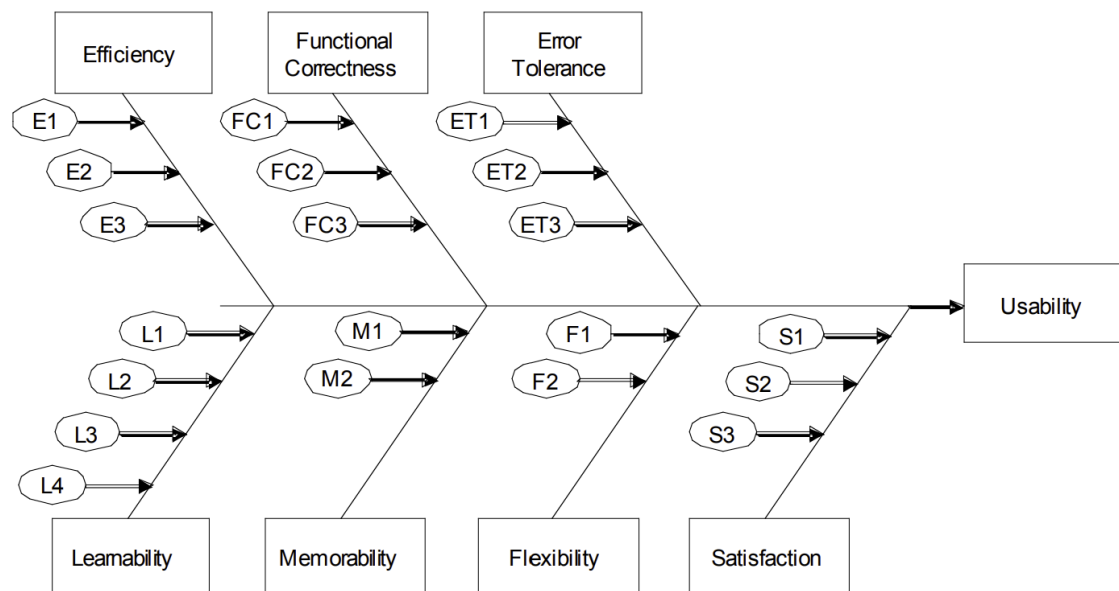 Efficiency
Functional
Correctness
Error
Tolerance
E1
FC1
ET1
E2
FC2
ET2
E3
FC3
ET3
Usability
L1
M1
F1
S1
L2
M2
F2
S2
L3
S3
L4
Learnability
Memorability
Flexibility
Satisfaction